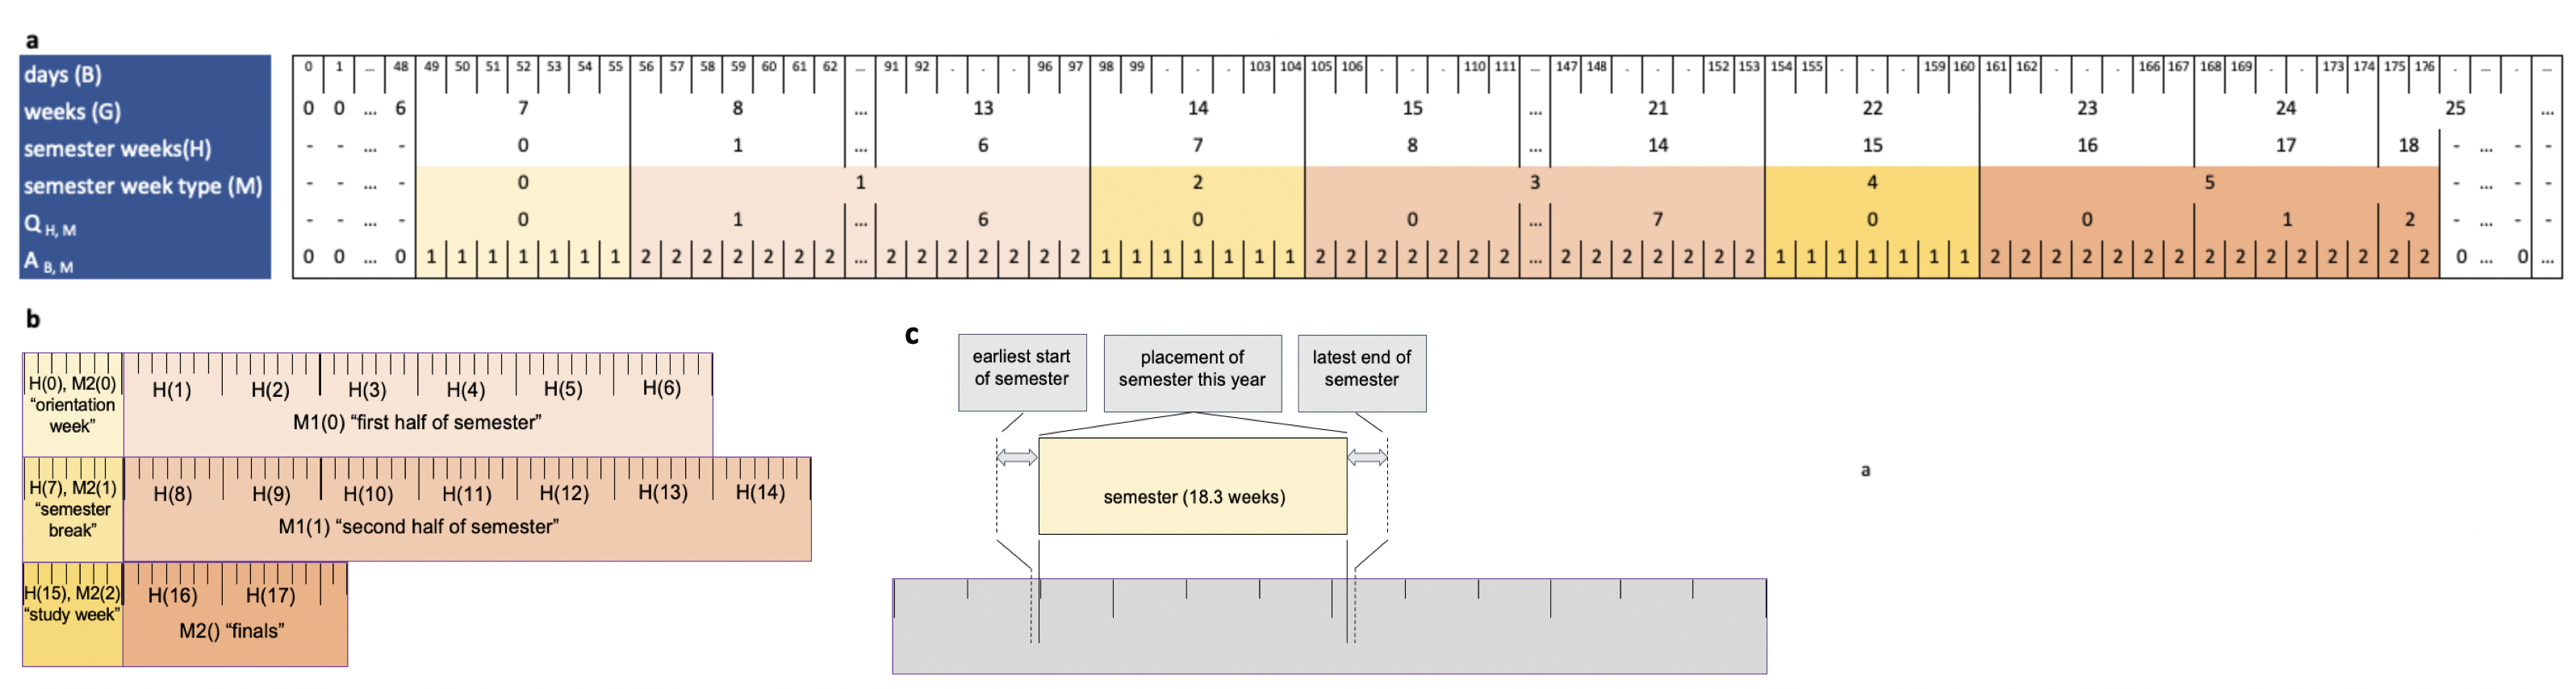 a
days (B) 0 1 ... 48 49 50 51 52 53 54 55 56 57 58 59 60 61 62 ... 91 92 . . . 96 97 98 99 . . . 103 104 105 106 . . . 110 111 ... 147 148 . . . 152 153 154 155 . . . 159 160 161 162 . . . 166 167 168 169 . . 173 174 175 176 . ... . ...
weeks (G) 0 0 ... 6 7 8 ... 13 14 15 ... 21 22 23 24 25 ...
semester weeks(H) - - ... - 0 1 ... 6 7 8 ... 14 15 16 17 18 - ... - -
semester week type (M) - - ... - 0 1 2 3 4 5 - ... - -
Q H, M - - ... - 0 1 ... 6 0 0 ... 7 0 0 1 2 - ... - -
A B, M 0 0 ... 0 1 1 1 1 1 1 1 2 2 2 2 2 2 2 ... 2 2 2 2 2 2 2 1 1 1 1 1 1 1 2 2 2 2 2 2 2 ... 2 2 2 2 2 2 2 1 1 1 1 1 1 1 2 2 2 2 2 2 2 2 2 2 2 2 2 2 2 0 ... 0 ...
b
H(0), M2(0)
“orientation
week”
H(1) H(2) H(3) H(4) H(5) H(6)
M1(0) “first half of semester”
H(7), M2(1)
“semester
break”
H(8) H(9) H(10) H(11) H(12) H(13) H(14)
M1(1) “second half of semester”
H(15), M2(2)
“study week”
H(16) H(17)
M2() “finals”
c
earliest start
of semester
placement of
semester this year
latest end of
semester
semester (18.3 weeks)
a